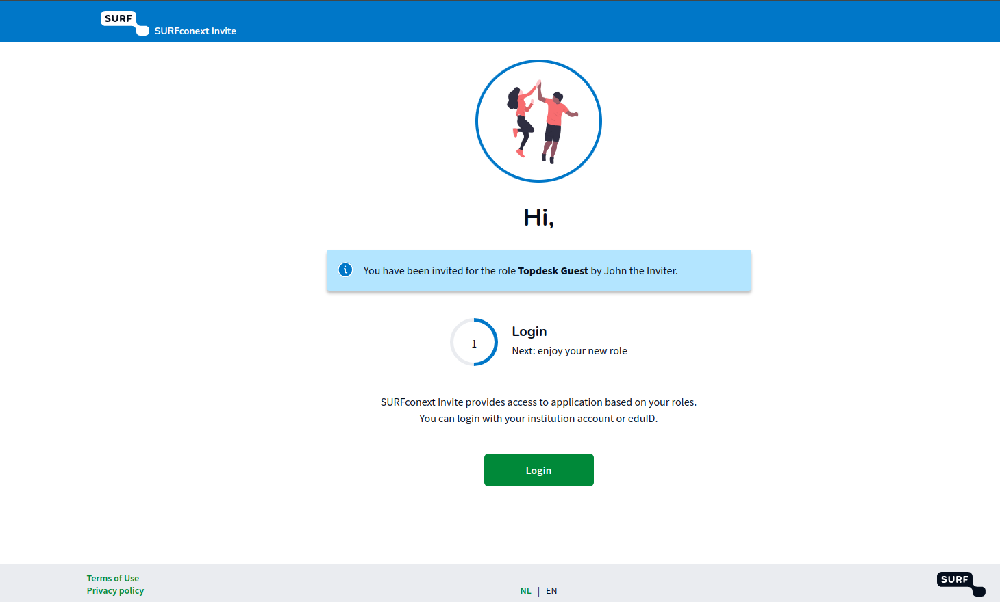 SURF
SURFconext Invite
Hi,
You have been invited for the role Topdesk Guest by John the Inviter.
1
Login
Next: enjoy your new role
SURFconext Invite provides access to application based on your roles.
You can login with your institution account or eduID.
Login
Terms of Use
Privacy policy
NL | EN
SURF